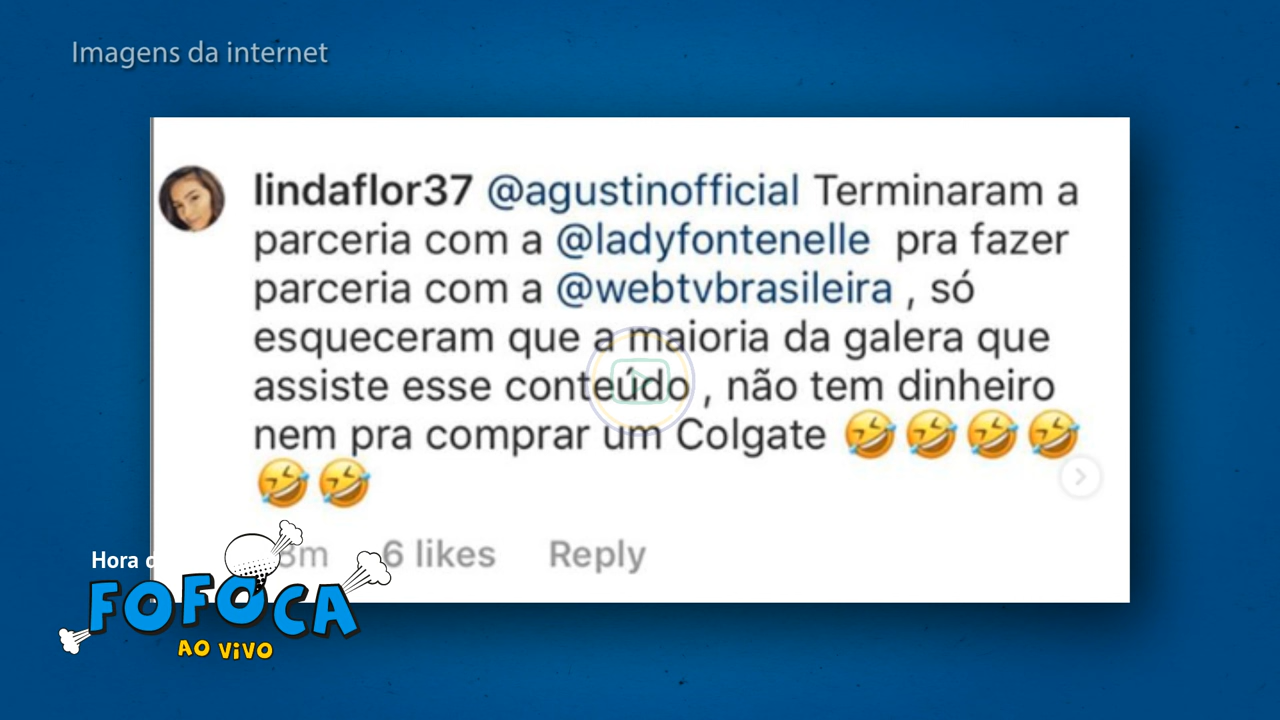 Imagens da internet
lindaflor37 @agustinofficial Terminaram a
parceria com a @ladyfontenelle pra fazer
parceria com a @webtvbrasileira , só
esqueceram que a maioria da galera que
assiste esse conteúdo , não tem dinheiro
nem pra comprar um Colgate 🤣🤣🤣🤣
🤣🤣
6 likes Reply
Hora
FOFOCA
AO ViVO